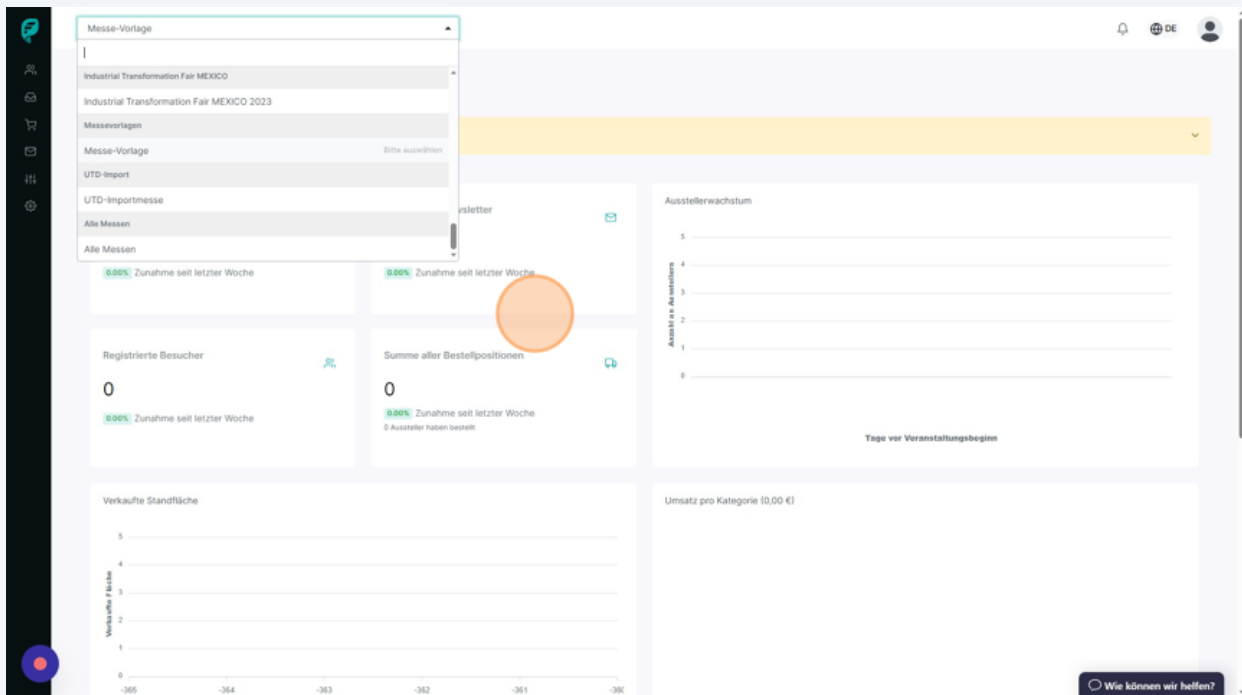 Messe-Vorlage
DE
Industrial Transformation Fair MEXICO
Industrial Transformation Fair MEXICO 2023
Messevorlagen
Messe-Vorlage
Bitte auswählen
UTD-Import
UTD-Importmesse
Alle Messen
Alle Messen
0.00% Zunahme seit letzter Woche
0.00% Zunahme seit letzter Woche
Registrierte Besucher
0
0.00% Zunahme seit letzter Woche
Summe aller Bestellpositionen
0
0.00% Zunahme seit letzter Woche
0 Aussteller haben bestellt
Ausstellerwachstum
Anzahl an Ausstellern
5
4
3
2
1
0
Tage vor Veranstaltungsbeginn
Verkaufte Standfläche
Verkaufte Fläche
5
4
3
2
1
0
-365
-364
-363
-362
-361
Umsatz pro Kategorie (0,00 €)
Wie können wir helfen?